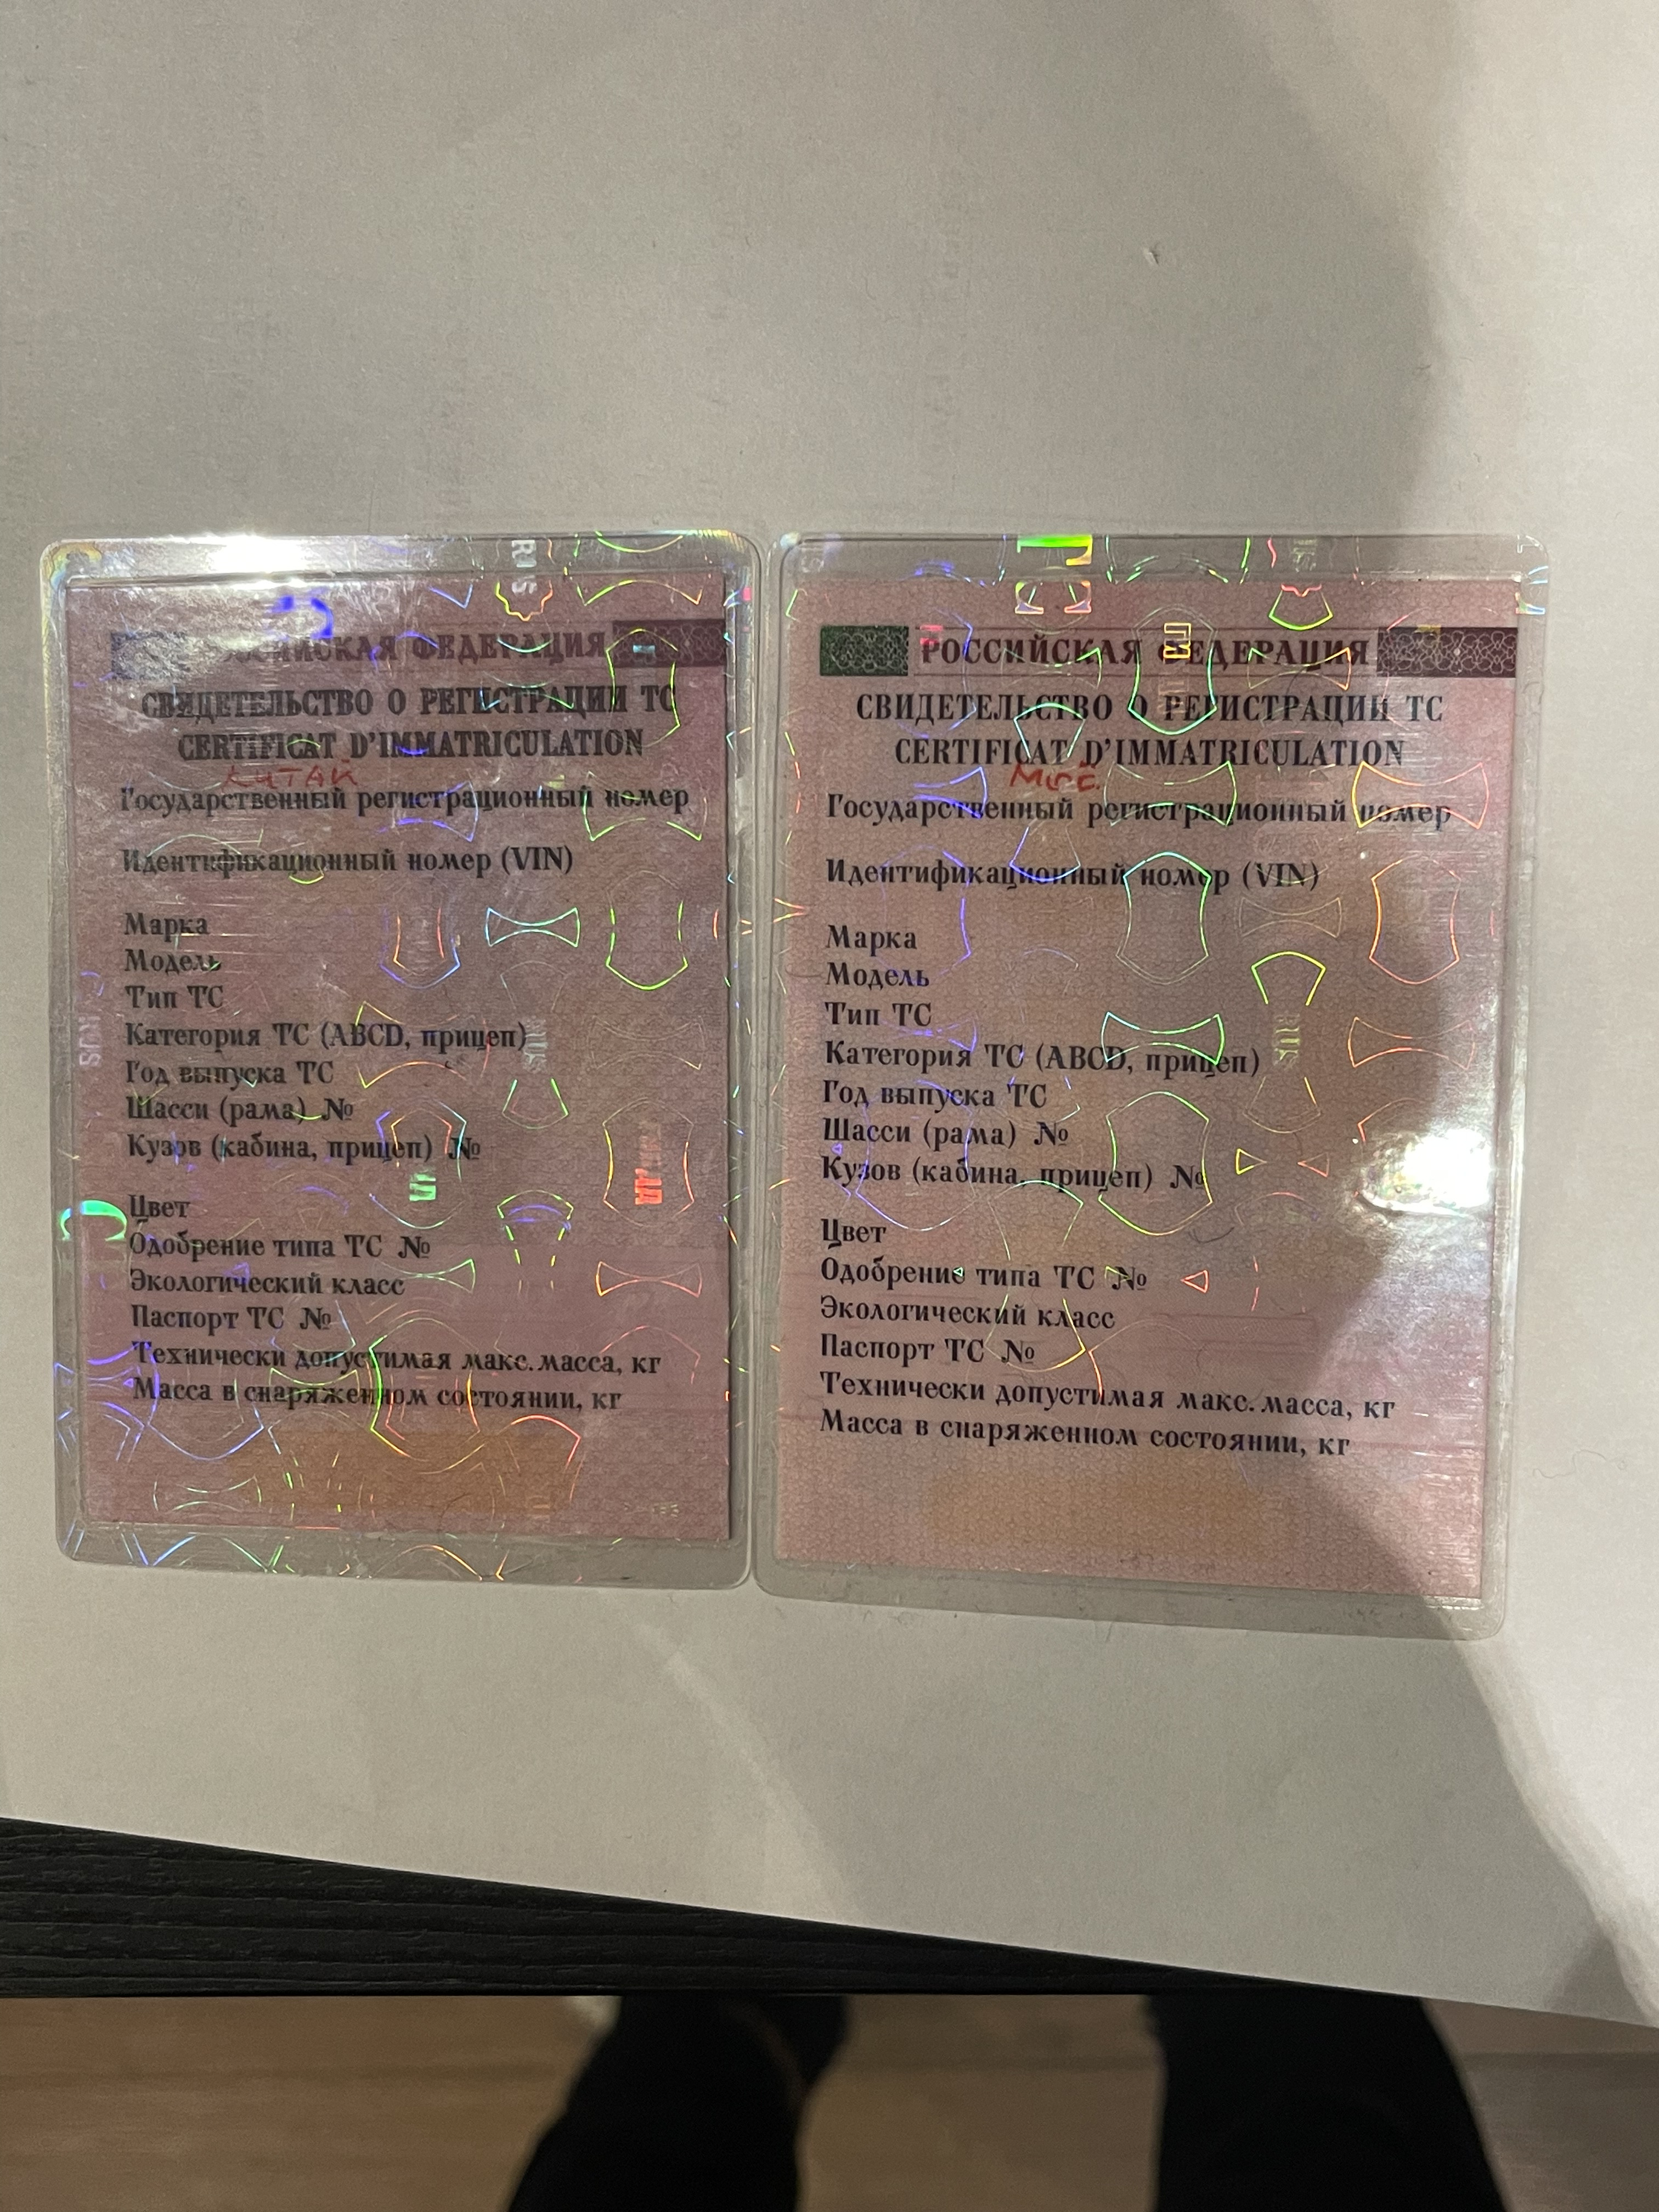 РОССИЙСКАЯ ФЕДЕРАЦИЯ
СВИДЕТЕЛЬСТВО О РЕГИСТРАЦИИ ТС
CERTIFICAT D'IMMATRICULATION
КИТАЙ
Государственный регистрационный номер
Идентификационный номер (VIN)
Марка
Модель
Тип ТС
Категория ТС (ABCD, прицеп)
Год выпуска ТС
Шасси (рама) №
Кузов (кабина, прицеп) №
Цвет
Одобрение типа ТС №
Экологический класс
Паспорт ТС №
Технически допустимая макс. масса, кг
Масса в снаряженном состоянии, кг
RUS
RUS
РОССИЙСКАЯ ФЕДЕРАЦИЯ
СВИДЕТЕЛЬСТВО О РЕГИСТРАЦИИ ТС
CERTIFICAT D'IMMATRICULATION
Государственный регистрационный номер
Идентификационный номер (VIN)
Марка
Модель
Тип ТС
Категория ТС (ABCD, прицеп)
Год выпуска ТС
Шасси (рама) №
Кузов (кабина, прицеп) №
Цвет
Одобрение типа ТС №
Экологический класс
Паспорт ТС №
Технически допустимая макс. масса, кг
Масса в снаряженном состоянии, кг
RUS